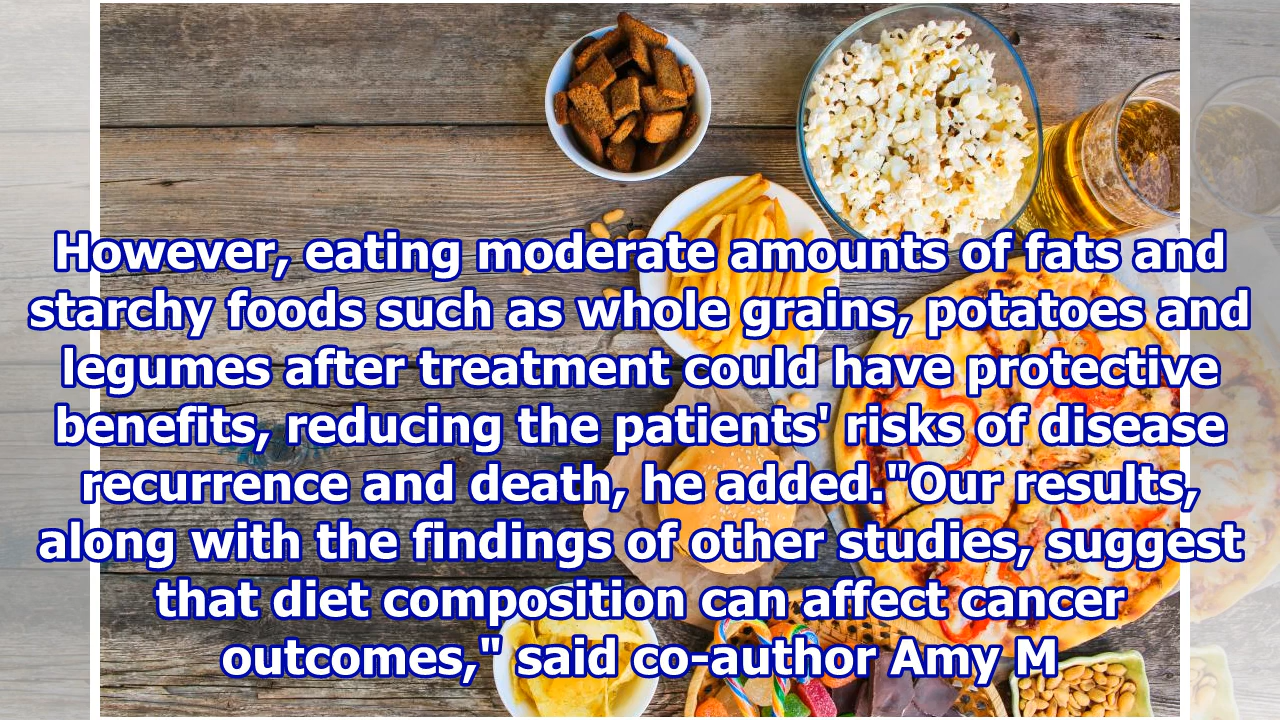 However, eating moderate amounts of fats and
starchy foods such as whole grains, potatoes and
legumes after treatment could have protective
benefits, reducing the patients' risks of disease
recurrence and death, he added."Our results,
along with the findings of other studies, suggest
that diet composition can affect cancer
outcomes," said co-author Amy M